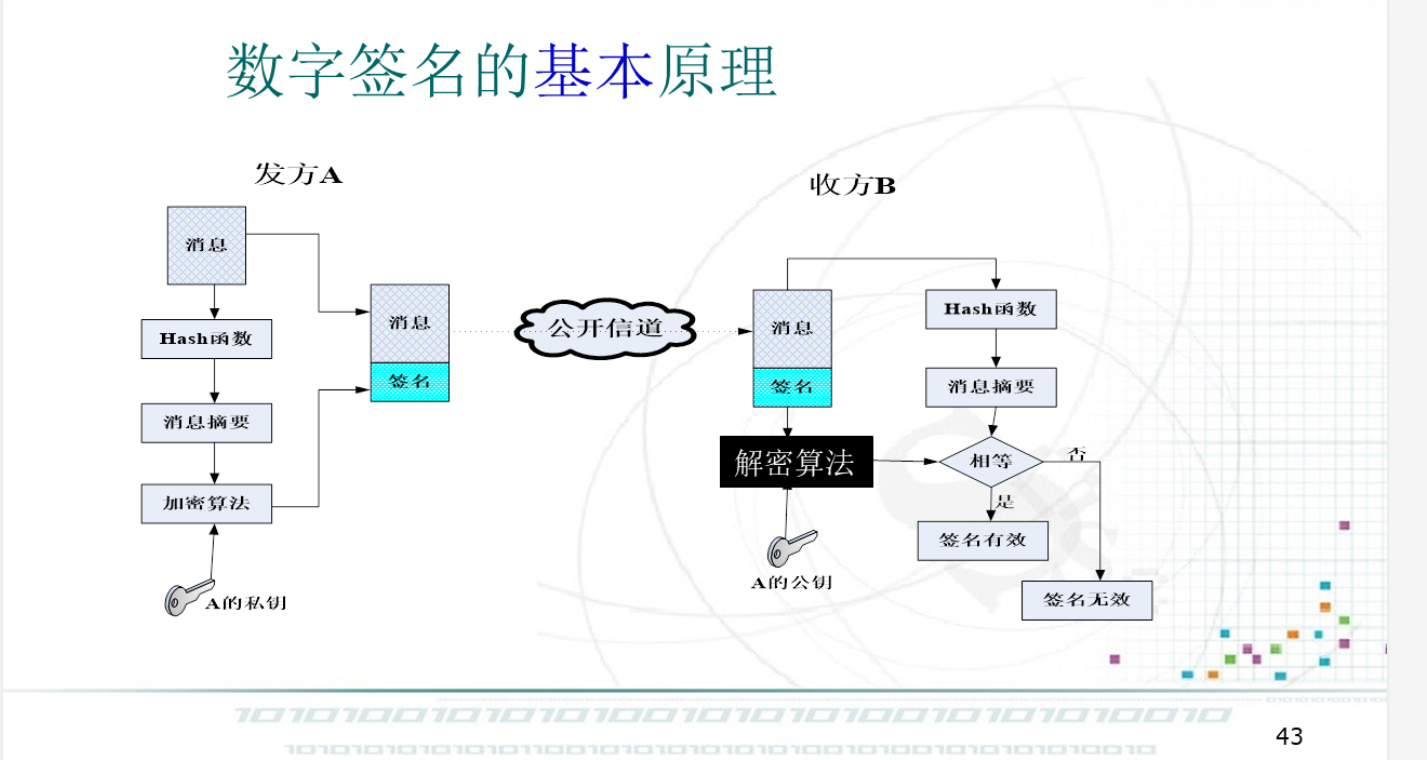 数字签名的基本原理
发方A
收方B
消息
Hash函数
消息摘要
加密算法
A的私钥
消息
签名
公开信道
消息
签名
解密算法
A的公钥
Hash函数
消息摘要
相等
否
是
签名有效
签名无效
43